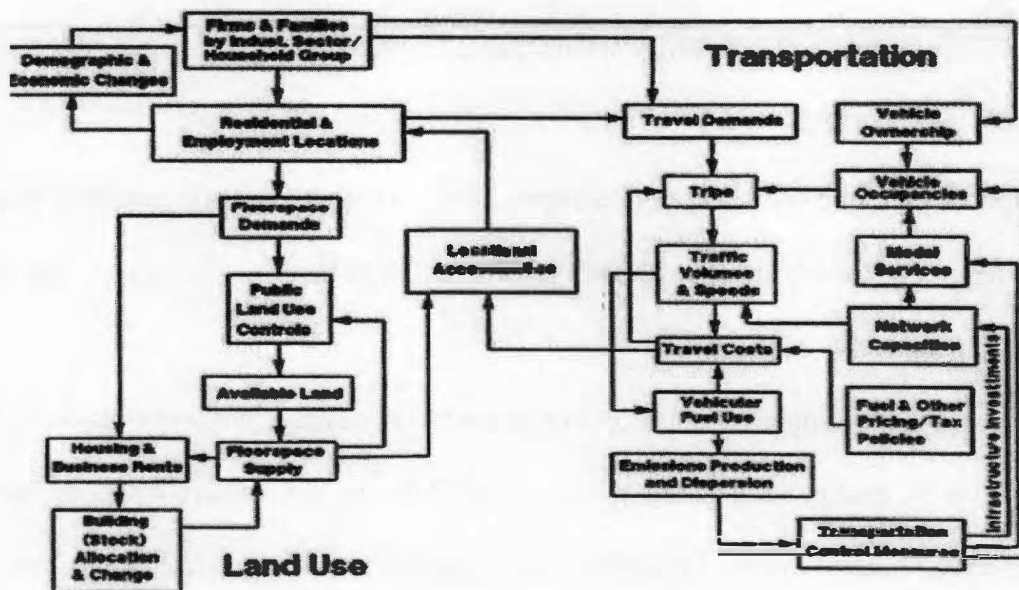 Firms & Families
by Indust. Sector/
Household Group
Demographic &
Economic Changes
Transportation
Residential &
Employment Locations
Travel Demands
Vehicle
Ownership
Floorspace
Demands
Trips
Vehicle
Occupancies
Locational
Public
Land Use
Controls
Traffic
Volumes
& Speeds
Modal
Services
Network
Capacities
Travel Costs
Available Land
Vehicular
Fuel Use
Fuel & Other
Pricing/Tax
Policies
Infrastructure Investments
Housing &
Business Rents
Floorspace
Supply
Emissions Production
and Dispersion
Building
(Stock)
Allocation
& Change
Land Use
Transportation
Control Measures